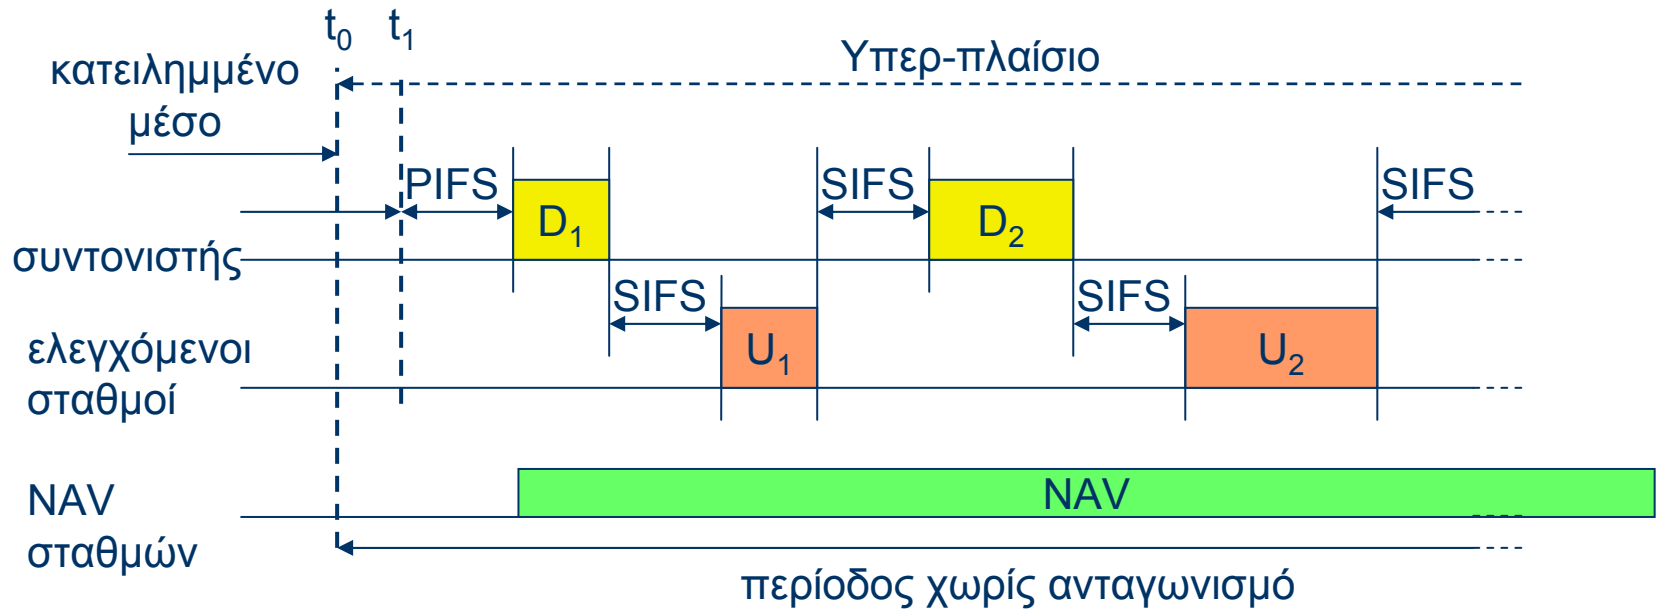 t0 t1
Υπερ-πλαίσιο
κατειλημμένο
μέσο
PIFS SIFS SIFS
D1 D2
συντονιστής
SIFS SIFS
ελεγχόμενοι
σταθμοί
U1 U2
NAV
σταθμών
NAV
περίοδος χωρίς ανταγωνισμό